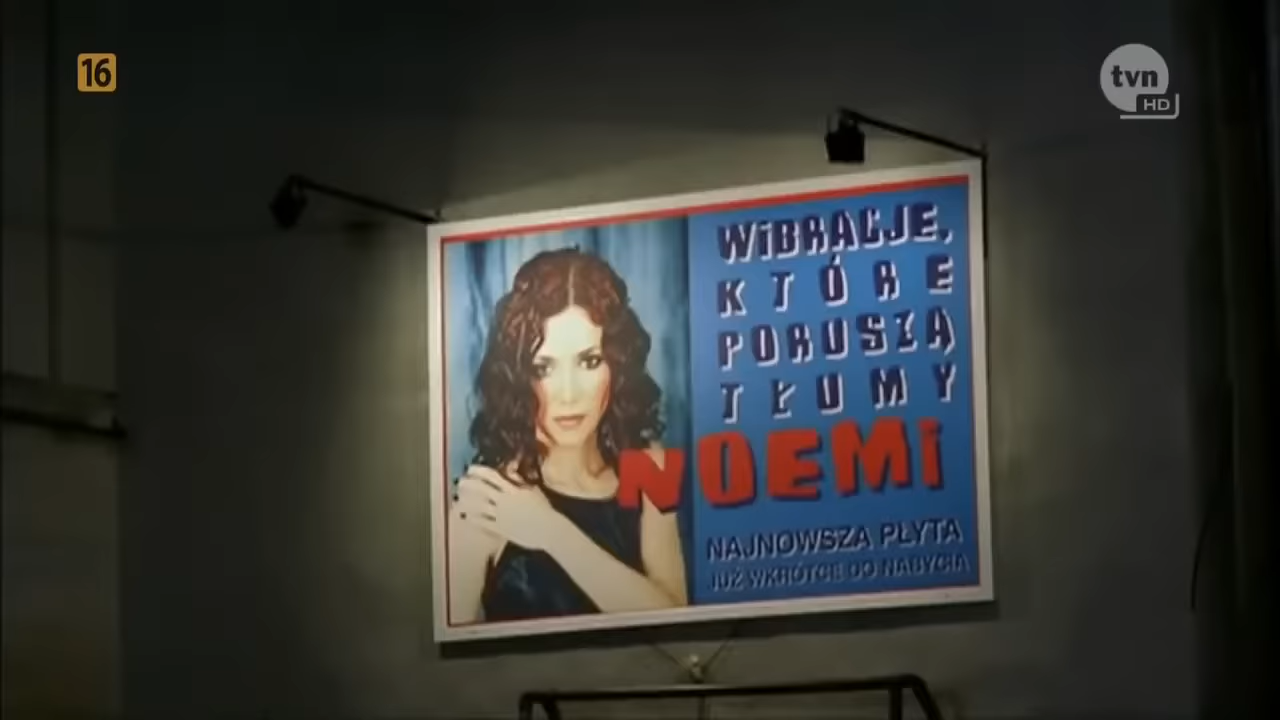 16
tvn
HD
WiBRACJE,
KTÓRE
PORUSZĄ
TŁUMY
NOEMi
NAJNOWSZA PŁYTA
JUŻ WKRÓTCE DO NABYCIA